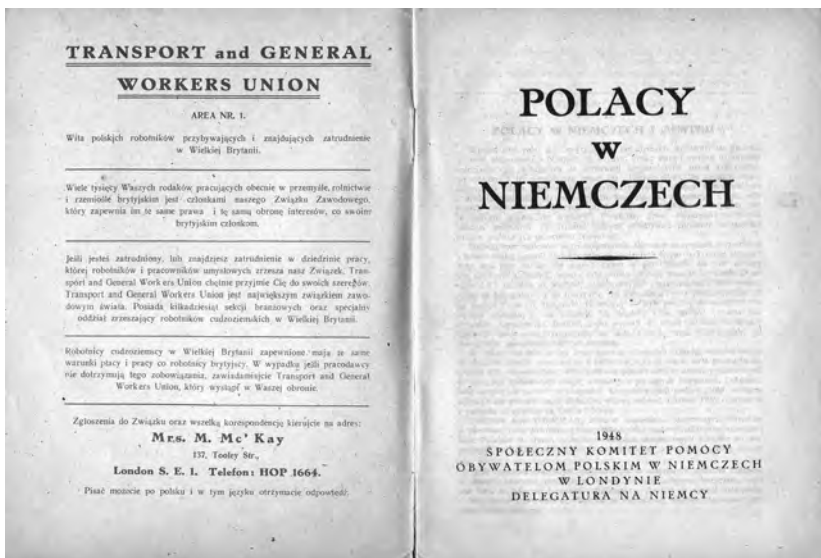 TRANSPORT and GENERAL
WORKERS UNION
AREA NR. 1.
Wita polskjch robotników przybywających i znajdujących zatrudnienie
w Wielkiej Brytanii.
Wiele tysięcy Waszych rodaków pracujących obecnie w przemyśle, rolnictwie
i rzemiośle brytyjskim jest członkami naszego Związku Zawodowego,
który zapewnia im te same prawa i tę samą obronę interesów, co swoim
brytyjskim członkom.
Jeśli jesteś zatrudniony, lub znajdziesz zatrudnienie w dziedzinie pracy,
której robotników i pracowników umysłowych zrzesza nasz Związek, Tran-
sport and General Workers Union chętnie przyjmie Cię do swoich szeregów.
Transport and General Workers Union jest największym związkiem zawo-
dowym świata. Posiada kilkadziesiąt sekcji branżowych oraz specjalny
oddział zrzeszający robotników cudzoziemskich w Wielkiej Brytanii.
Robotnicy cudzoziemscy w Wielkiej Brytanii zapewnione mają te same
warunki płacy i pracy co robotnicy brytyjscy. W wypadku jeśli pracodawcy
nie dotrzymują tego zobowiązania, zawiadamiajcie Transport and General
Workers Union, który wystąpi w Waszej obronie.
Zgłoszenia do Związku oraz wszelką korespondencję kierujcie na adres:
Mrs. M. Mc' Kay
137, Tooley Str.,
London S. E. 1. Telefon: HOP 1664.
Pisać możecie po polsku i w tym języku otrzymacie odpowiedź.
POLACY
W
NIEMCZECH
1948
SPOŁECZNY KOMITET POMOCY
OBYWATELOM POLSKIM W NIEMCZECH
W LONDYNIE
DELEGATURA NA NIEMCY